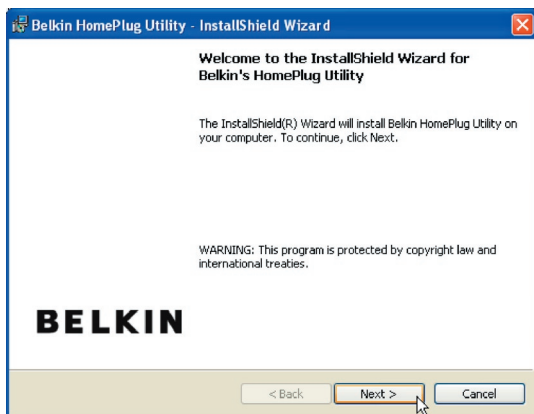 Belkin HomePlug Utility - InstallShield Wizard
Welcome to the InstallShield Wizard for
Belkin's HomePlug Utility
The InstallShield(R) Wizard will install Belkin HomePlug Utility on
your computer. To continue, click Next.
WARNING: This program is protected by copyright law and
international treaties.
BELKIN
< Back
Next >
Cancel